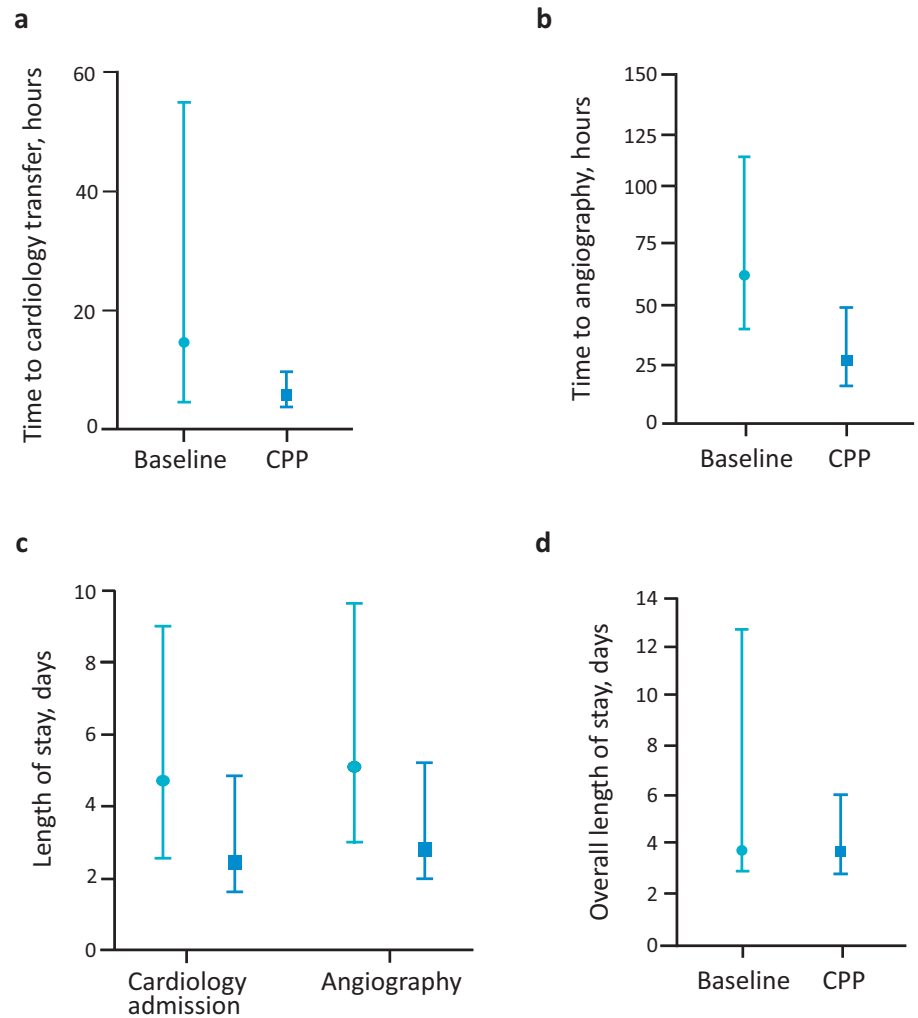 a
Time to cardiology transfer, hours
60
40
20
0
Baseline
CPP
b
Time to angiography, hours
150
125
100
75
50
25
0
Baseline
CPP
c
Length of stay, days
10
8
6
4
2
0
Cardiology
admission
Angiography
d
Overall length of stay, days
14
12
10
8
6
4
2
0
Baseline
CPP